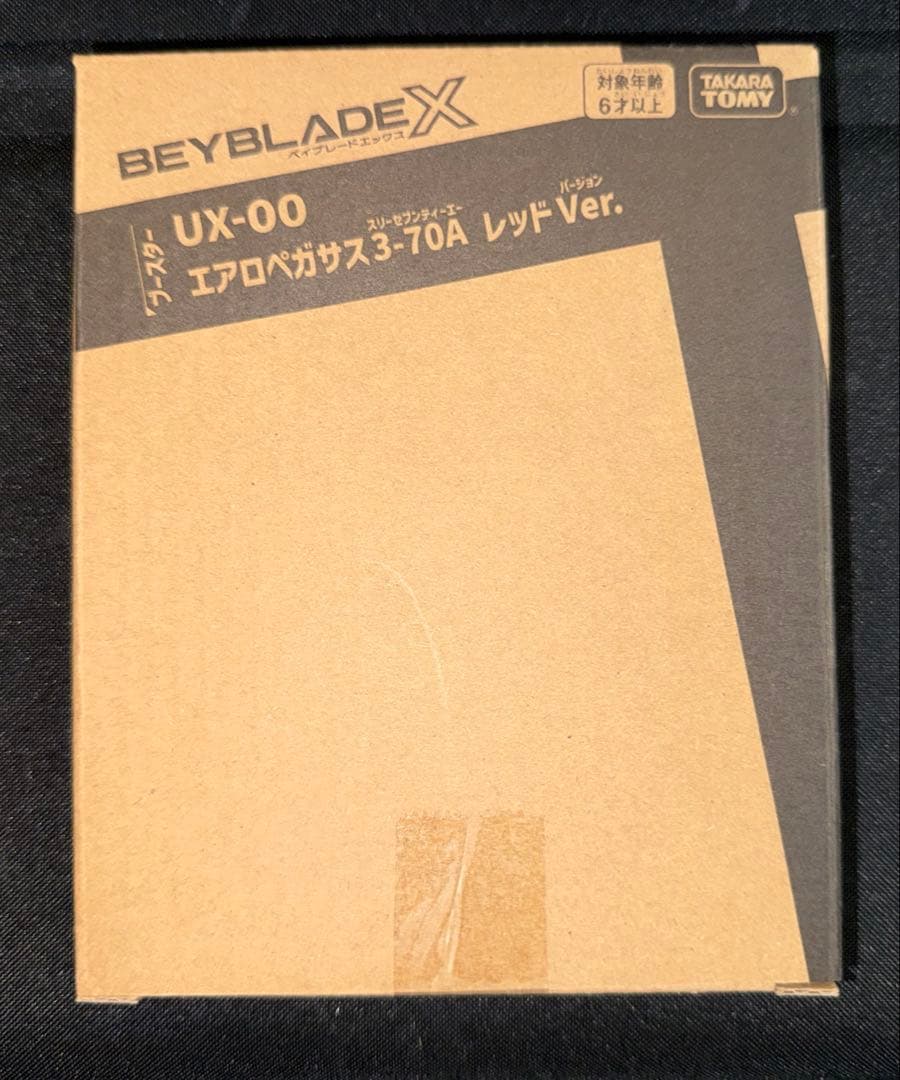 BEYBLADE X
ベイブレードエックス
対象年齢
6才以上
TAKARA
TOMY
ブースター
UX-00
スリーセブンティーエー
バージョン
エアロペガサス3-70A レッドVer.